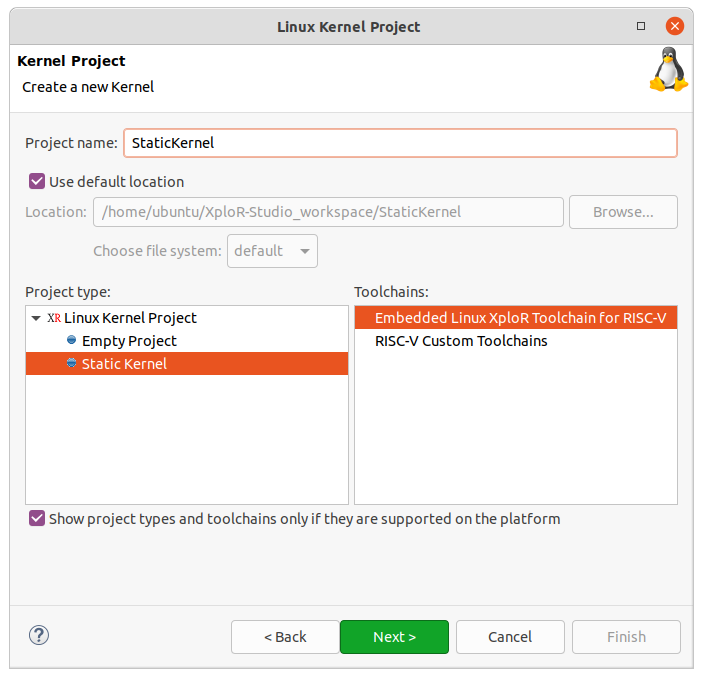 Linux Kernel Project
Kernel Project
Create a new Kernel
Project name: StaticKernel
Use default location
Location: /home/ubuntu/XploR-Studio_workspace/StaticKernel Browse...
Choose file system: default
Project type:
XR Linux Kernel Project
Empty Project
Static Kernel
Toolchains:
Embedded Linux XploR Toolchain for RISC-V
RISC-V Custom Toolchains
Show project types and toolchains only if they are supported on the platform
? < Back Next > Cancel Finish